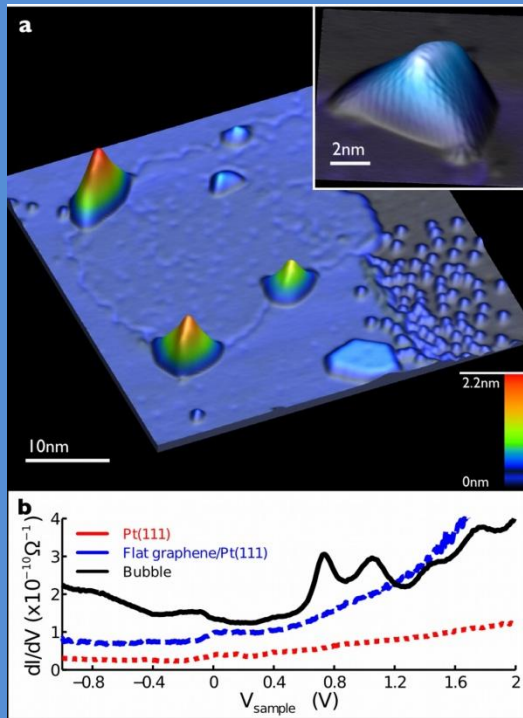 a
2nm
2.2nm
0nm
10nm
b
4
3
2
1
0
dI/dV (x10⁻¹⁰Ω⁻¹)
Pt(111)
Flat graphene/Pt(111)
Bubble
−0.8 −0.4 0 0.4 0.8 1.2 1.6 2
V_sample (V)